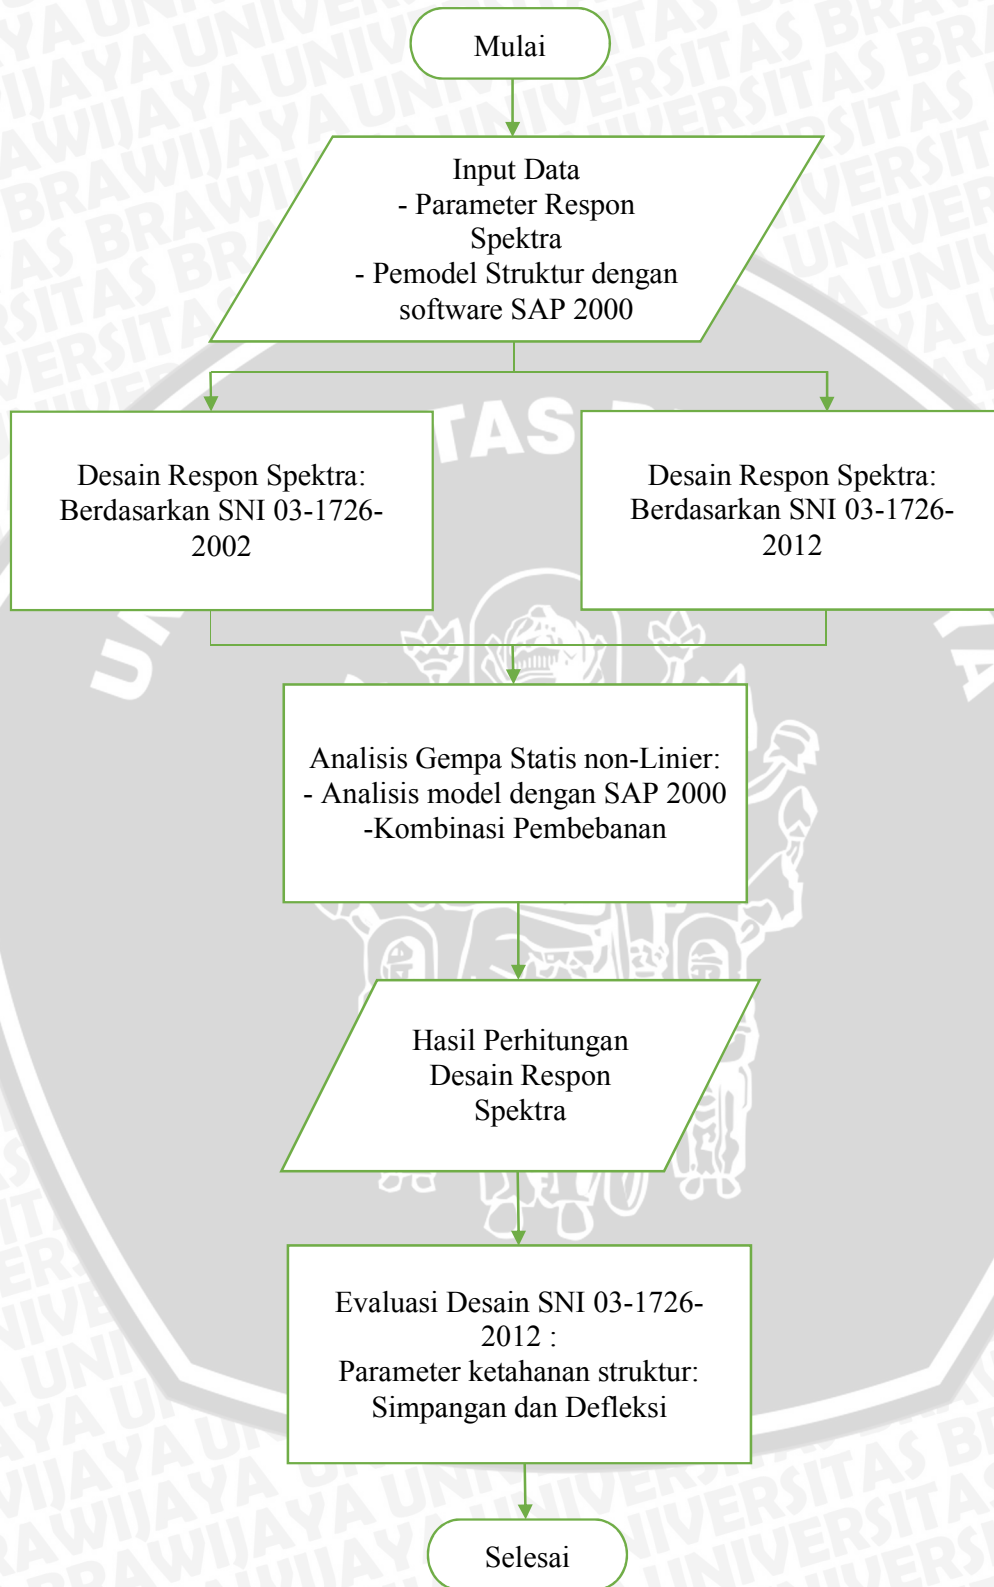 Mulai
Input Data
- Parameter Respon
Spektra
- Pemodel Struktur dengan
software SAP 2000
Desain Respon Spektra:
Berdasarkan SNI 03-1726-
2002
Desain Respon Spektra:
Berdasarkan SNI 03-1726-
2012
Analisis Gempa Statis non-Linier:
- Analisis model dengan SAP 2000
-Kombinasi Pembebanan
Hasil Perhitungan
Desain Respon
Spektra
Evaluasi Desain SNI 03-1726-
2012 :
Parameter ketahanan struktur:
Simpangan dan Defleksi
Selesai